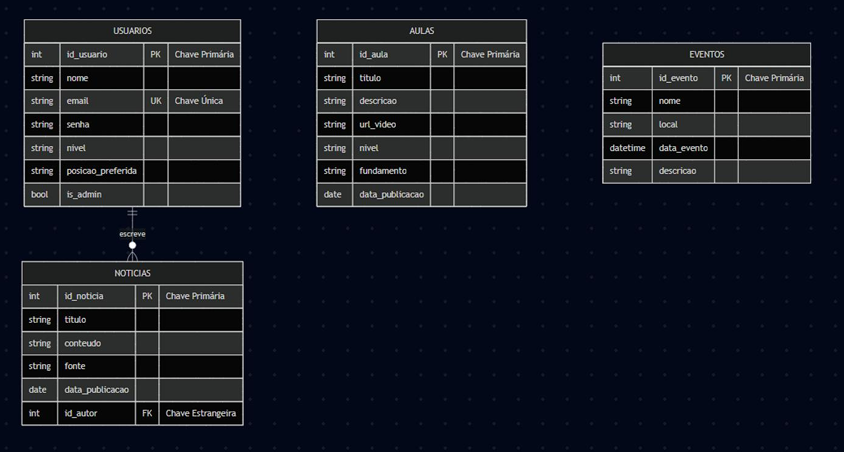 USUARIOS
int id_usuario PK Chave Primária
string nome
string email UK Chave Única
string senha
string nivel
string posicao_preferida
bool is_admin
escreve
NOTICIAS
int id_noticia PK Chave Primária
string titulo
string conteudo
string fonte
date data_publicacao
int id_autor FK Chave Estrangeira
AULAS
int id_aula PK Chave Primária
string titulo
string descricao
string url_video
string nivel
string fundamento
date data_publicacao
EVENTOS
int id_evento PK Chave Primária
string nome
string local
datetime data_evento
string descricao